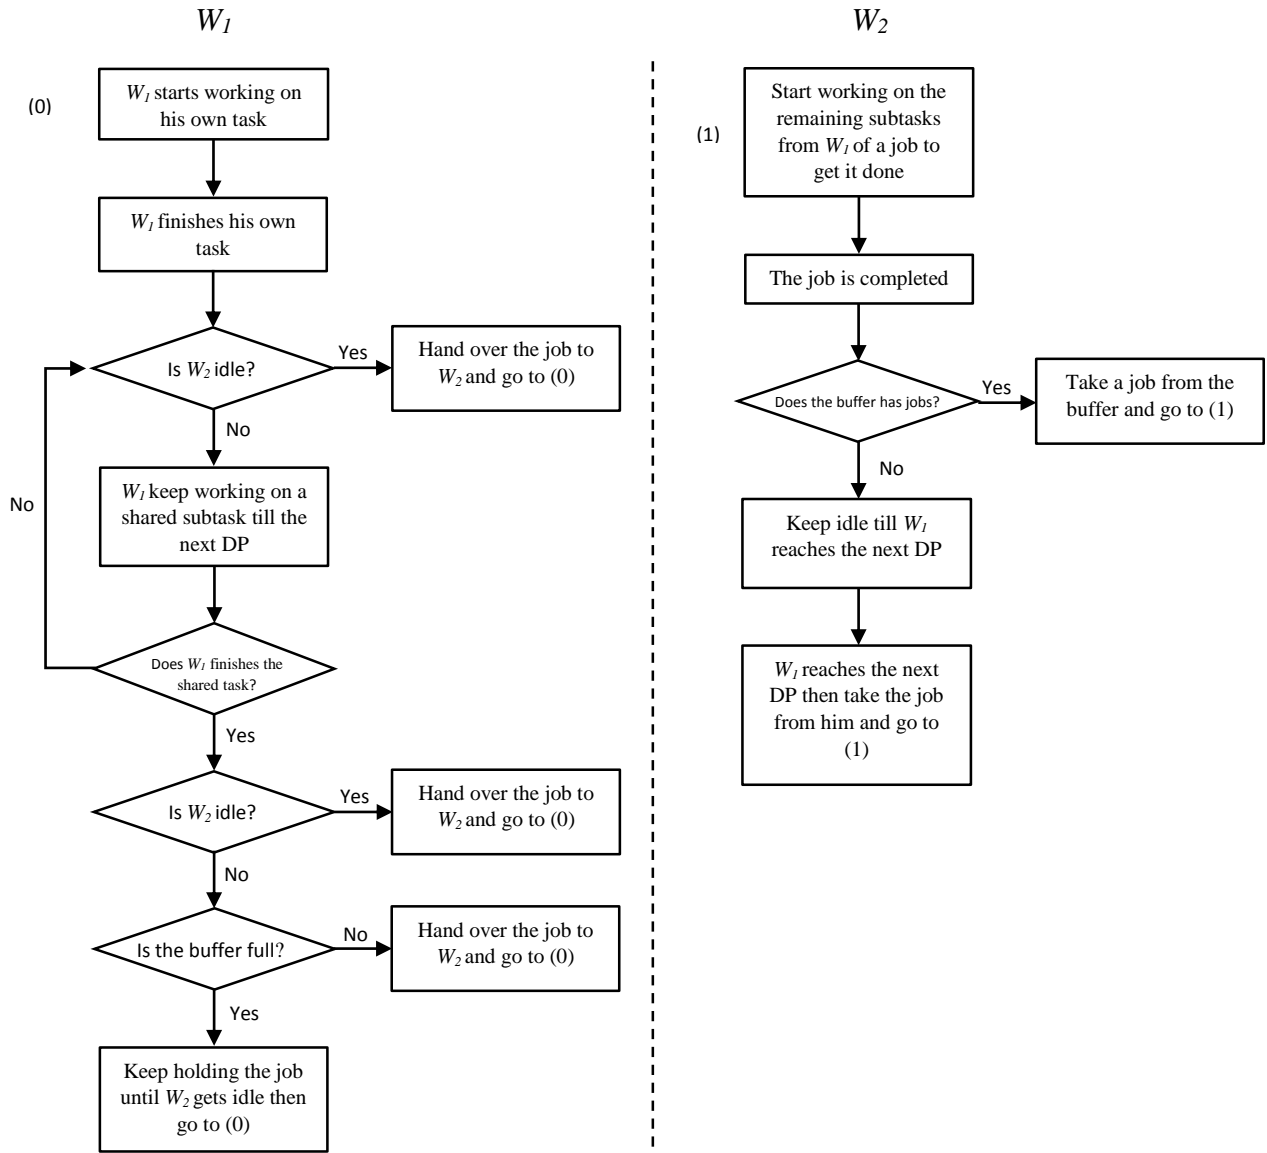 W1
(0)
W1 starts working on
his own task
W1 finishes his own
task
Is W2 idle?
Yes
Hand over the job to
W2 and go to (0)
No
W1 keep working on a
shared subtask till the
next DP
No
Does W1 finishes the
shared task?
Yes
Is W2 idle?
Yes
Hand over the job to
W2 and go to (0)
No
Is the buffer full?
No
Hand over the job to
W2 and go to (0)
Yes
Keep holding the job
until W2 gets idle then
go to (0)
W2
(1)
Start working on the
remaining subtasks
from W1 of a job to
get it done
The job is completed
Does the buffer has jobs?
Yes
Take a job from the
buffer and go to (1)
No
Keep idle till W1
reaches the next DP
W1 reaches the next
DP then take the job
from him and go to
(1)